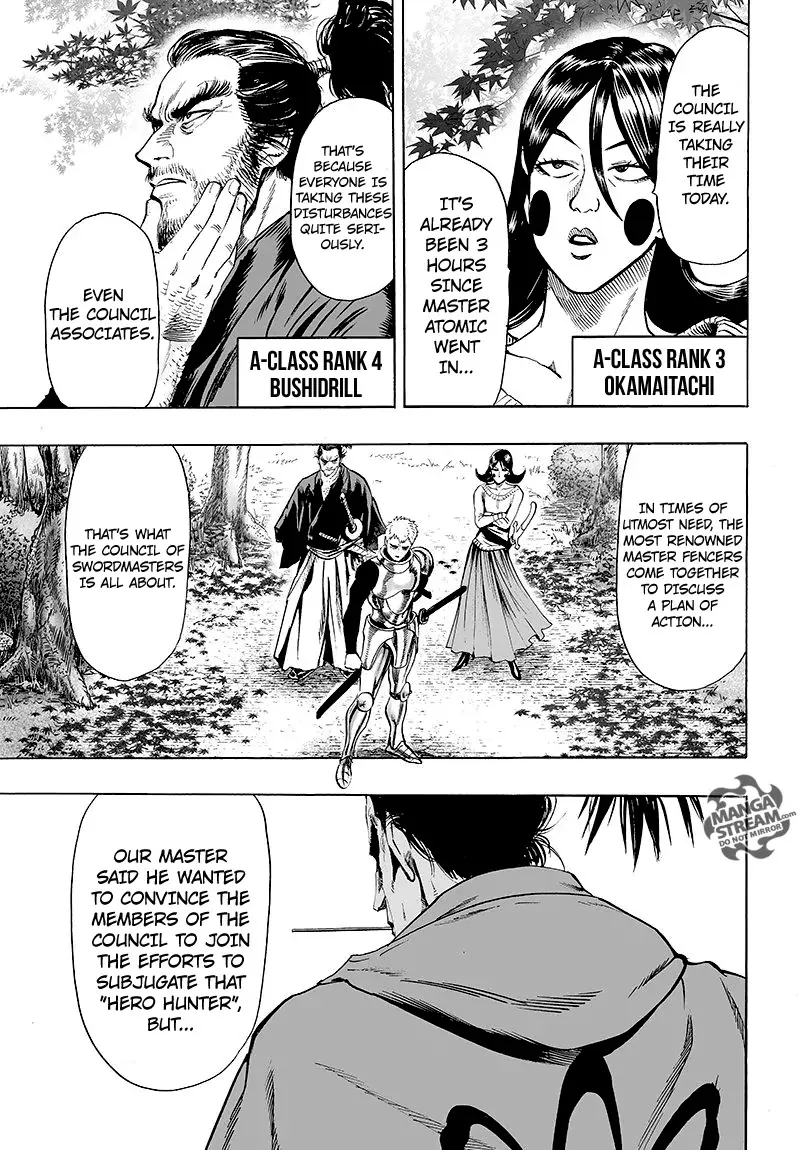 THE
COUNCIL
IS REALLY
TAKING
THEIR
TIME
TODAY.
IT'S
ALREADY
BEEN 3
HOURS
SINCE
MASTER
ATOMIC
WENT
IN...
A-CLASS RANK 3
OKAMAITACHI
THAT'S
BECAUSE
EVERYONE IS
TAKING THESE
DISTURBANCES
QUITE SERI-
OUSLY.
EVEN
THE COUNCIL
ASSOCIATES.
A-CLASS RANK 4
BUSHIDRILL
IN TIMES OF
UTMOST NEED, THE
MOST RENOWNED
MASTER FENCERS
COME TOGETHER
TO DISCUSS
A PLAN OF
ACTION...
THAT'S WHAT
THE COUNCIL OF
SWORDMASTERS
IS ALL ABOUT.
MANGA
STREAM.com
DO NOT MIRROR
OUR MASTER
SAID HE WANTED
TO CONVINCE THE
MEMBERS OF THE
COUNCIL TO JOIN
THE EFFORTS TO
SUBJUGATE THAT
"HERO HUNTER",
BUT...